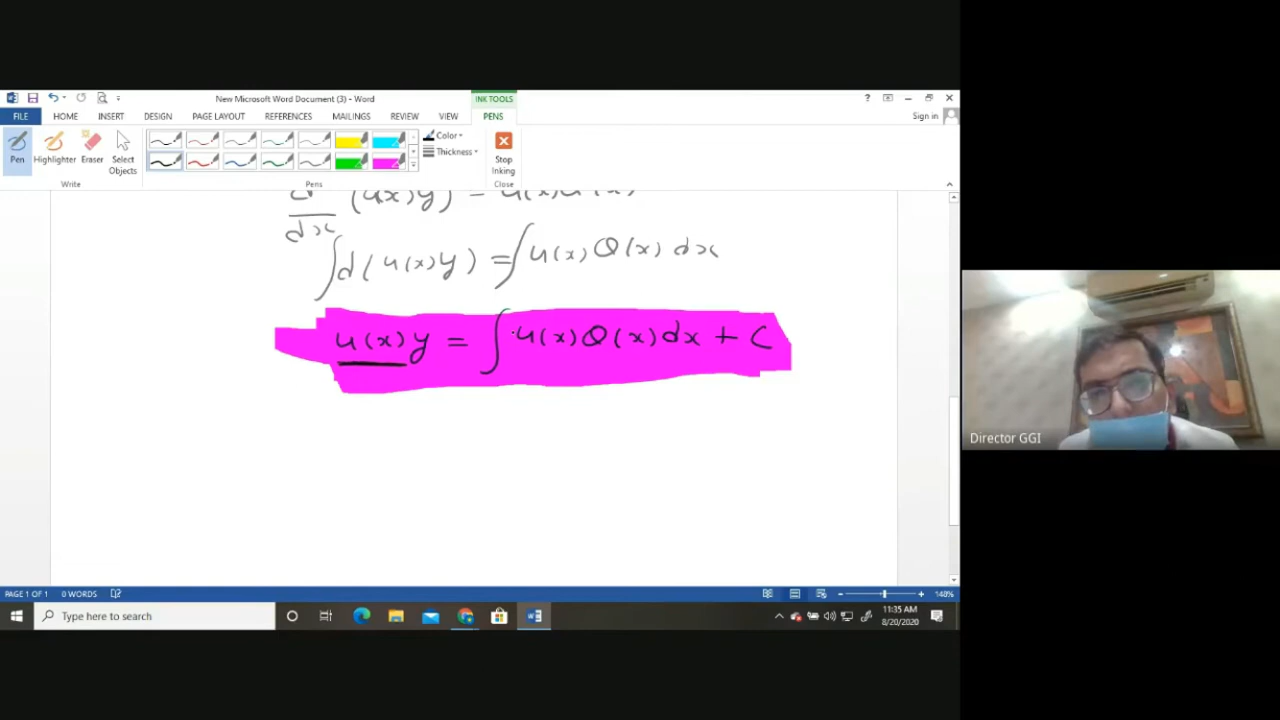 New Microsoft Word Document (3) - Word
INK TOOLS
FILE HOME INSERT DESIGN PAGE LAYOUT REFERENCES MAILINGS REVIEW VIEW PENS Sign in
Pen Highlighter Eraser Select Objects
Color
Thickness
Stop Inking
Write Pens Close
d/dx (u(x)y) = u(x)Q(x)
∫d(u(x)y) = ∫u(x)Q(x)dx
u(x)y = ∫u(x)Q(x)dx + C
Director GGI
PAGE 1 OF 1 0 WORDS 148%
Type here to search
11:35 AM
8/20/2020